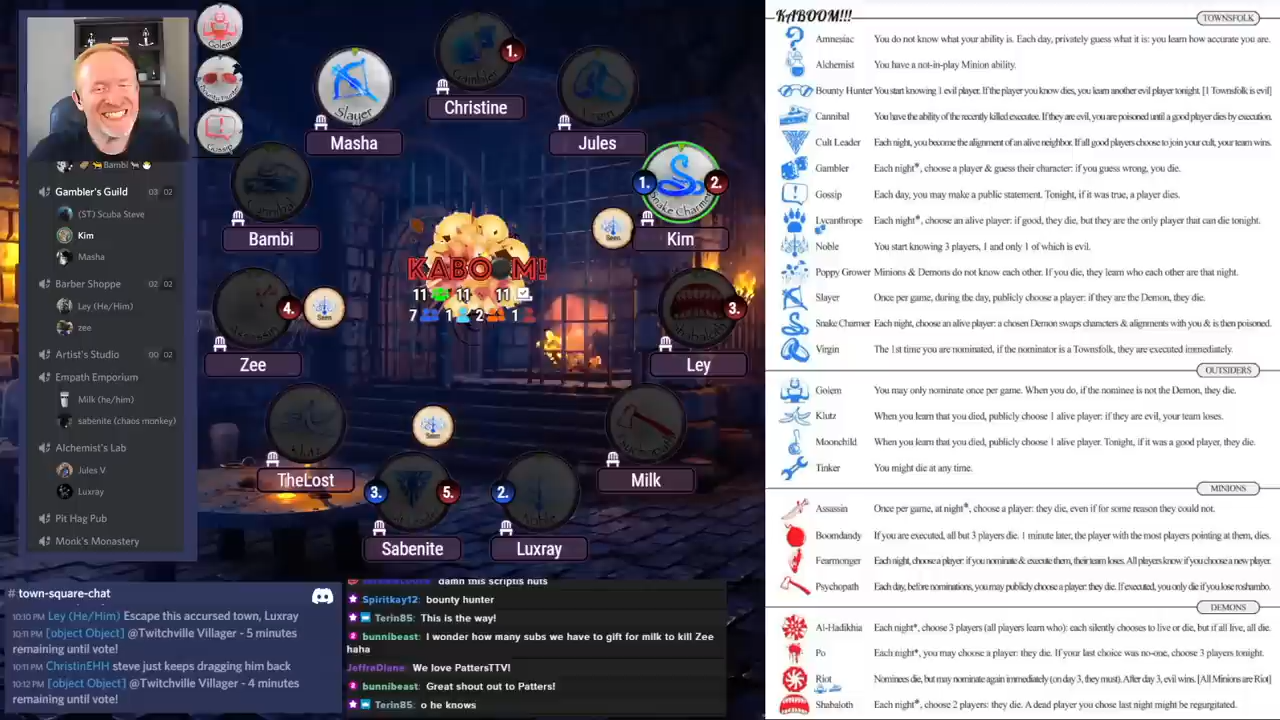 Bambi
Gambler's Guild 03 02
(ST) Scuba Steve
Kim
Masha
Barber Shoppe 02 02
Ley (He/Him)
zee
Artist's Studio 00 02
Empath Emporium
Milk (he/him)
sabenite (chaos monkey)
Alchemist's Lab
Jules V.
Luxray
Pit Hag Pub
Monk's Monastery
Golem
Slayer
Masha
Gambler
1.
Christine
Jules
1.
2.
Snake Charmer
Kim
Bambi
KABOOM!
11 11 11
7 1 2 1
4.
Zee
3.
Ley
TheLost
3.
5.
Sabenite
2.
Luxray
Milk
# town-square-chat
10:10 PM Ley (He/Him) Escape this accursed town, Luxray
10:11 PM [object Object] @Twitchville Villager - 5 minutes
remaining until vote!
10:11 PM ChristinEHH steve just keeps dragging him back
10:12 PM [object Object] @Twitchville Villager - 4 minutes
remaining until vote!
damn this scripts nuts
Spiritkay12: bounty hunter
Terin85: This is the way!
bunnibeast: I wonder how many subs we have to gift for milk to kill Zee
haha
JeffreDiane: We love PattersTTV!
bunnibeast: Great shout out to Patters!
Terin85: o he knows
KABOOM!!!
TOWNSFOLK
Amnesiac You do not know what your ability is. Each day, privately guess what it is: you learn how accurate you are.
Alchemist You have a not-in-play Minion ability.
Bounty Hunter You start knowing 1 evil player. If the player you know dies, you learn another evil player tonight. [1 Townsfolk is evil]
Cannibal You have the ability of the recently killed executee. If they are evil, you are poisoned until a good player dies by execution.
Cult Leader Each night, you become the alignment of an alive neighbor. If all good players choose to join your cult, your team wins.
Gambler Each night*, choose a player & guess their character: if you guess wrong, you die.
Gossip Each day, you may make a public statement. Tonight, if it was true, a player dies.
Lycanthrope Each night*, choose an alive player: if good, they die, but they are the only player that can die tonight.
Noble You start knowing 3 players, 1 and only 1 of which is evil.
Poppy Grower Minions & Demons do not know each other. If you die, they learn who each other are that night.
Slayer Once per game, during the day, publicly choose a player: if they are the Demon, they die.
Snake Charmer Each night, choose an alive player: a chosen Demon swaps characters & alignments with you & is then poisoned.
Virgin The 1st time you are nominated, if the nominator is a Townsfolk, they are executed immediately.
OUTSIDERS
Golem You may only nominate once per game. When you do, if the nominee is not the Demon, they die.
Klutz When you learn that you died, publicly choose 1 alive player: if they are evil, your team loses.
Moonchild When you learn that you died, publicly choose 1 alive player. Tonight, if it was a good player, they die.
Tinker You might die at any time.
MINIONS
Assassin Once per game, at night*, choose a player: they die, even if for some reason they could not.
Boomdandy If you are executed, all but 3 players die. 1 minute later, the player with the most players pointing at them, dies.
Fearmonger Each night, choose a player: if you nominate & execute them, their team loses. All players know if you choose a new player.
Psychopath Each day, before nominations, you may publicly choose a player: they die. If executed, you only die if you lose roshambo.
DEMONS
Al-Hadikhia Each night*, choose 3 players (all players learn who): each silently chooses to live or die, but if all live, all die.
Po Each night*, you may choose a player: they die. If your last choice was no-one, choose 3 players tonight.
Riot Nominees die, but may nominate again immediately (on day 3, they must). After day 3, evil wins. [All Minions are Riot]
Shabaloth Each night*, choose 2 players: they die. A dead player you chose last night might be regurgitated.